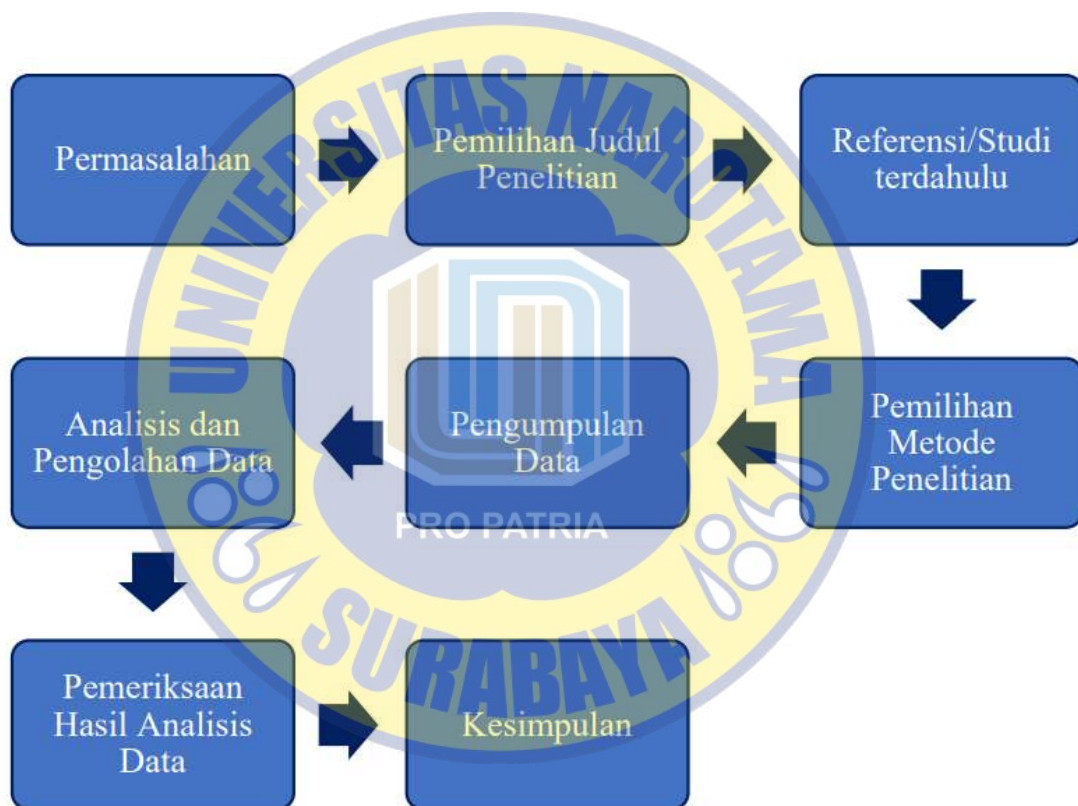 Permasalahan
Pemilihan Judul
Penelitian
Referensi/Studi
terdahulu
Pemilihan
Metode
Penelitian
Pengumpulan
Data
Analisis dan
Pengolahan Data
Pemeriksaan
Hasil Analisis
Data
Kesimpulan
UNIVERSITAS NAROTAMA
PRO PATRIA
SURABAYA